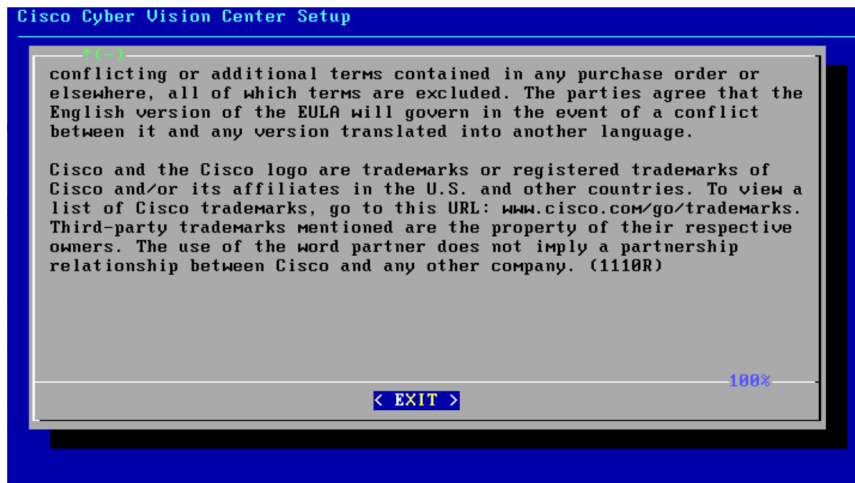 Cisco Cyber Vision Center Setup
↑(-)
conflicting or additional terms contained in any purchase order or
elsewhere, all of which terms are excluded. The parties agree that the
English version of the EULA will govern in the event of a conflict
between it and any version translated into another language.
Cisco and the Cisco logo are trademarks or registered trademarks of
Cisco and/or its affiliates in the U.S. and other countries. To view a
list of Cisco trademarks, go to this URL: www.cisco.com/go/trademarks.
Third-party trademarks mentioned are the property of their respective
owners. The use of the word partner does not imply a partnership
relationship between Cisco and any other company. (1110R)
100%
< EXIT >